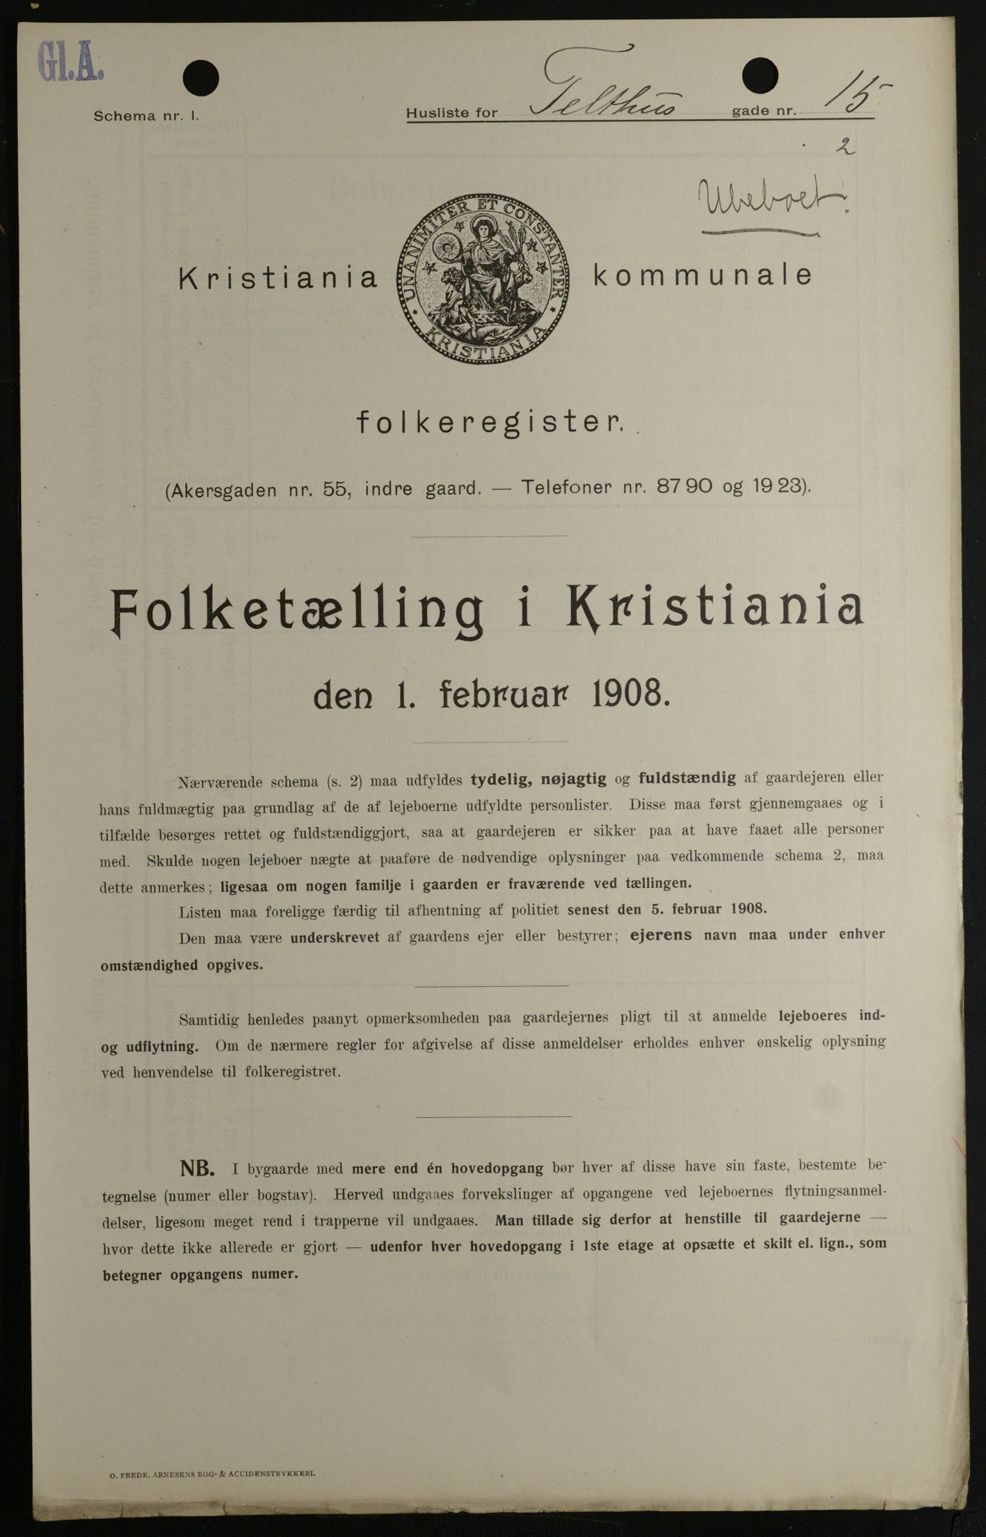 Gl.A.
Schema nr. 1.
Husliste for Telthus gade nr. 15
2
Ubeboet.
Kristiania kommunale
UNANIMITER ET CONSTANTER
KRISTIANIA
folkeregister.
(Akersgaden nr. 55, indre gaard. — Telefoner nr. 87 90 og 19 23).
Folketælling i Kristiania
den 1. februar 1908.
Nærværende schema (s. 2) maa udfyldes tydelig, nøjagtig og fuldstændig af gaardejeren eller
hans fuldmægtig paa grundlag af de af lejeboerne udfyldte personlister. Disse maa først gjennemgaaes og i
tilfælde besørges rettet og fuldstændiggjort, saa at gaardejeren er sikker paa at have faaet alle personer
med. Skulde nogen lejeboer nægte at paaføre de nødvendige oplysninger paa vedkommende schema 2, maa
dette anmerkes; ligesaa om nogen familje i gaarden er fraværende ved tællingen.
Listen maa foreligge færdig til afhentning af politiet senest den 5. februar 1908.
Den maa være underskrevet af gaardens ejer eller bestyrer; ejerens navn maa under enhver
omstændighed opgives.
Samtidig henledes paanyt opmerksomheden paa gaardejernes pligt til at anmelde lejeboeres ind-
og udflytning. Om de nærmere regler for afgivelse af disse anmeldelser erholdes enhver ønskelig oplysning
ved henvendelse til folkeregistret.
NB. I bygaarde med mere end én hovedopgang bør hver af disse have sin faste, bestemte be-
tegnelse (numer eller bogstav). Herved undgaaes forvekslinger af opgangene ved lejeboernes flytningsanmel-
delser, ligesom meget rend i trapperne vil undgaaes. Man tillade sig derfor at henstille til gaardejerne —
hvor dette ikke allerede er gjort — udenfor hver hovedopgang i 1ste etage at opsætte et skilt el. lign., som
betegner opgangens numer.
O. FREDR. ARNESENS BOG- & ACCIDENSTRYKKERI.